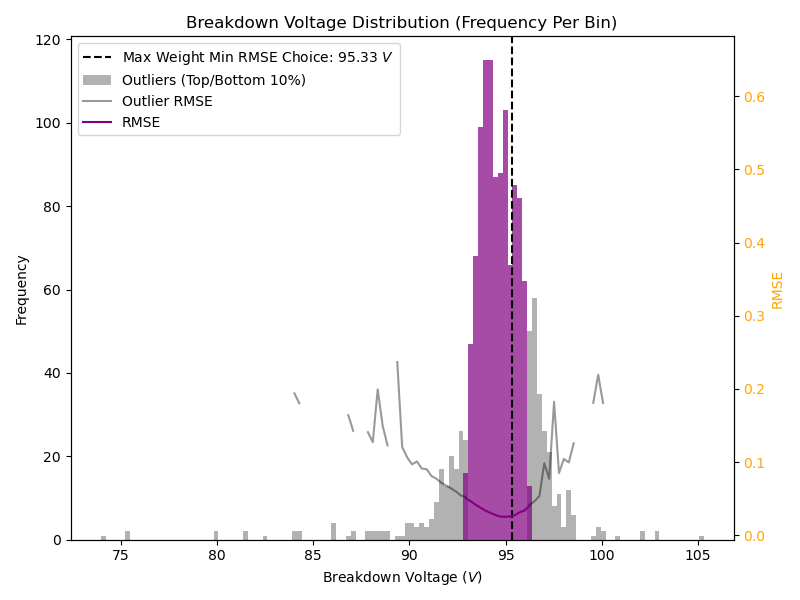 Breakdown Voltage Distribution (Frequency Per Bin)
Max Weight Min RMSE Choice: 95.33 V
Outliers (Top/Bottom 10%)
Outlier RMSE
RMSE
120
100
80
60
40
20
0
Frequency
0.6
0.5
0.4
0.3
0.2
0.1
0.0
RMSE
75 80 85 90 95 100 105
Breakdown Voltage (V)